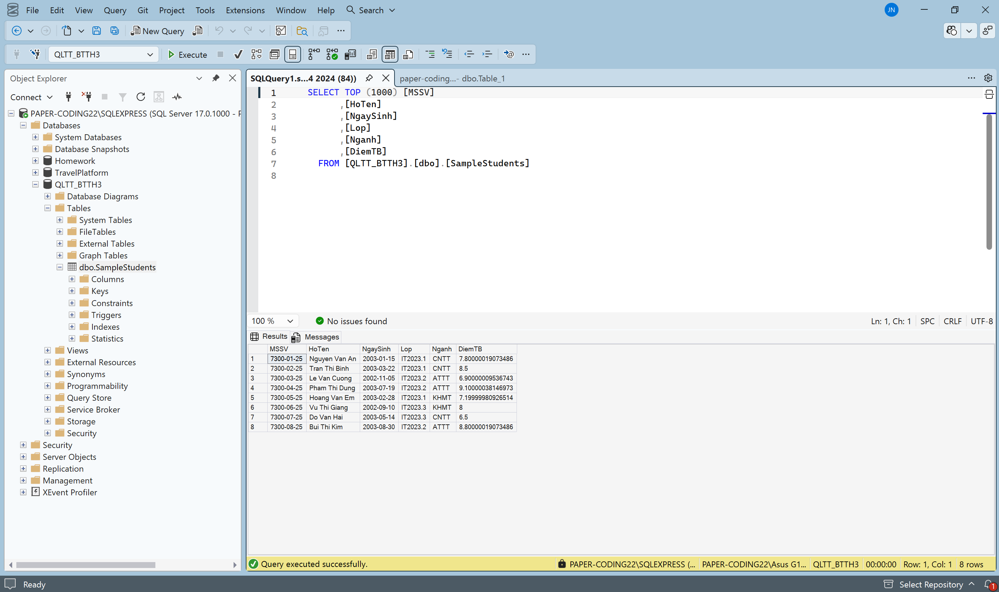 File Edit View Query Git Project Tools Extensions Window Help Search JN
New Query
QLTT_BTTH3 Execute
Object Explorer
Connect
PAPER-CODING22\SQLEXPRESS (SQL Server 17.0.1000 -
Databases
System Databases
Database Snapshots
Homework
TravelPlatform
QLTT_BTTH3
Database Diagrams
Tables
System Tables
FileTables
External Tables
Graph Tables
dbo.SampleStudents
Columns
Keys
Constraints
Triggers
Indexes
Statistics
Views
External Resources
Synonyms
Programmability
Query Store
Service Broker
Storage
Security
Security
Server Objects
Replication
Management
XEvent Profiler
SQLQuery1.s...4 2024 (84)) paper-coding...- dbo.Table_1
1 SELECT TOP (1000) [MSSV]
2 ,[HoTen]
3 ,[NgaySinh]
4 ,[Lop]
5 ,[Nganh]
6 ,[DiemTB]
7 FROM [QLTT_BTTH3].[dbo].[SampleStudents]
8
100 % No issues found Ln: 1, Ch: 1 SPC CRLF UTF-8
Results Messages
MSSV HoTen NgaySinh Lop Nganh DiemTB
1 7300-01-25 Nguyen Van An 2003-01-15 IT2023.1 CNTT 7.80000019073486
2 7300-02-25 Tran Thi Binh 2003-03-22 IT2023.1 CNTT 8.5
3 7300-03-25 Le Van Cuong 2002-11-05 IT2023.2 ATTT 6.90000009536743
4 7300-04-25 Pham Thi Dung 2003-07-19 IT2023.2 ATTT 9.10000038146973
5 7300-05-25 Hoang Van Em 2003-02-28 IT2023.1 KHMT 7.19999980926514
6 7300-06-25 Vu Thi Giang 2002-09-10 IT2023.3 KHMT 8
7 7300-07-25 Do Van Hai 2003-05-14 IT2023.3 CNTT 6.5
8 7300-08-25 Bui Thi Kim 2003-08-30 IT2023.2 ATTT 8.80000019073486
Query executed successfully. PAPER-CODING22\SQLEXPRESS (... PAPER-CODING22\Asus G1... QLTT_BTTH3 00:00:00 Row: 1, Col: 1 8 rows
Ready Select Repository 1